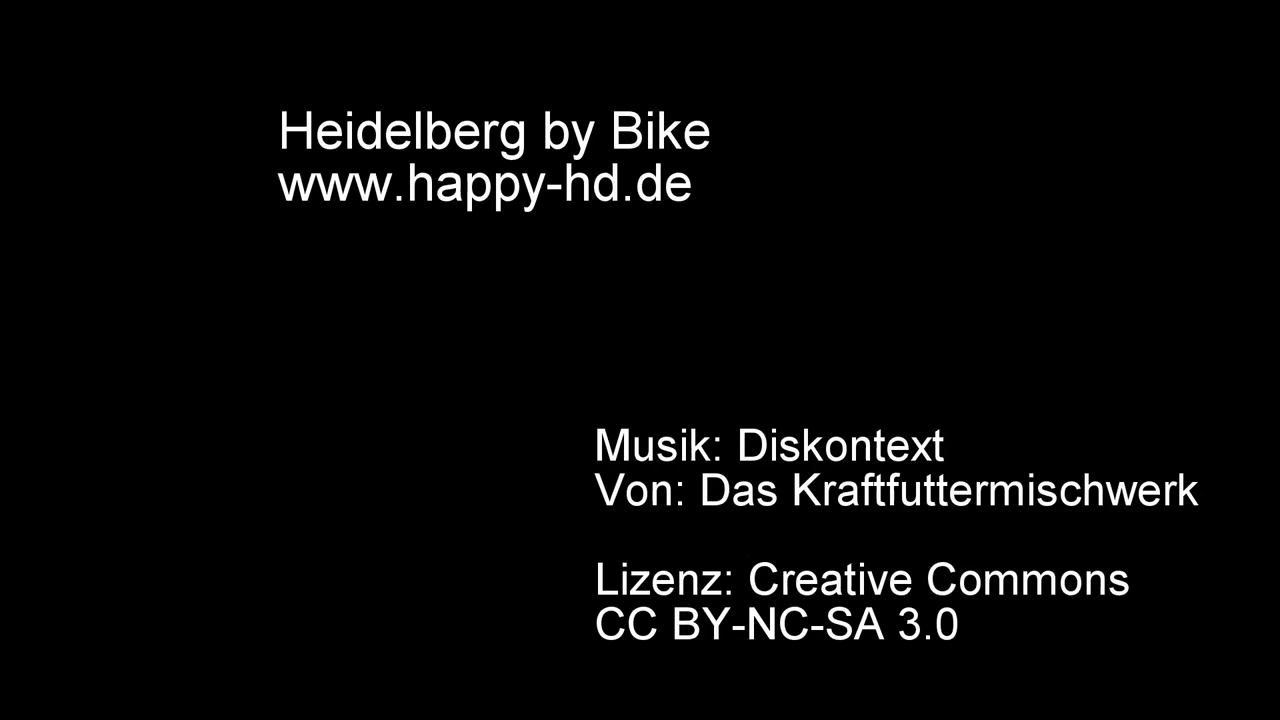 Heidelberg by Bike
www.happy-hd.de
Musik: Diskontext
Von: Das Kraftfuttermischwerk
Lizenz: Creative Commons
CC BY-NC-SA 3.0